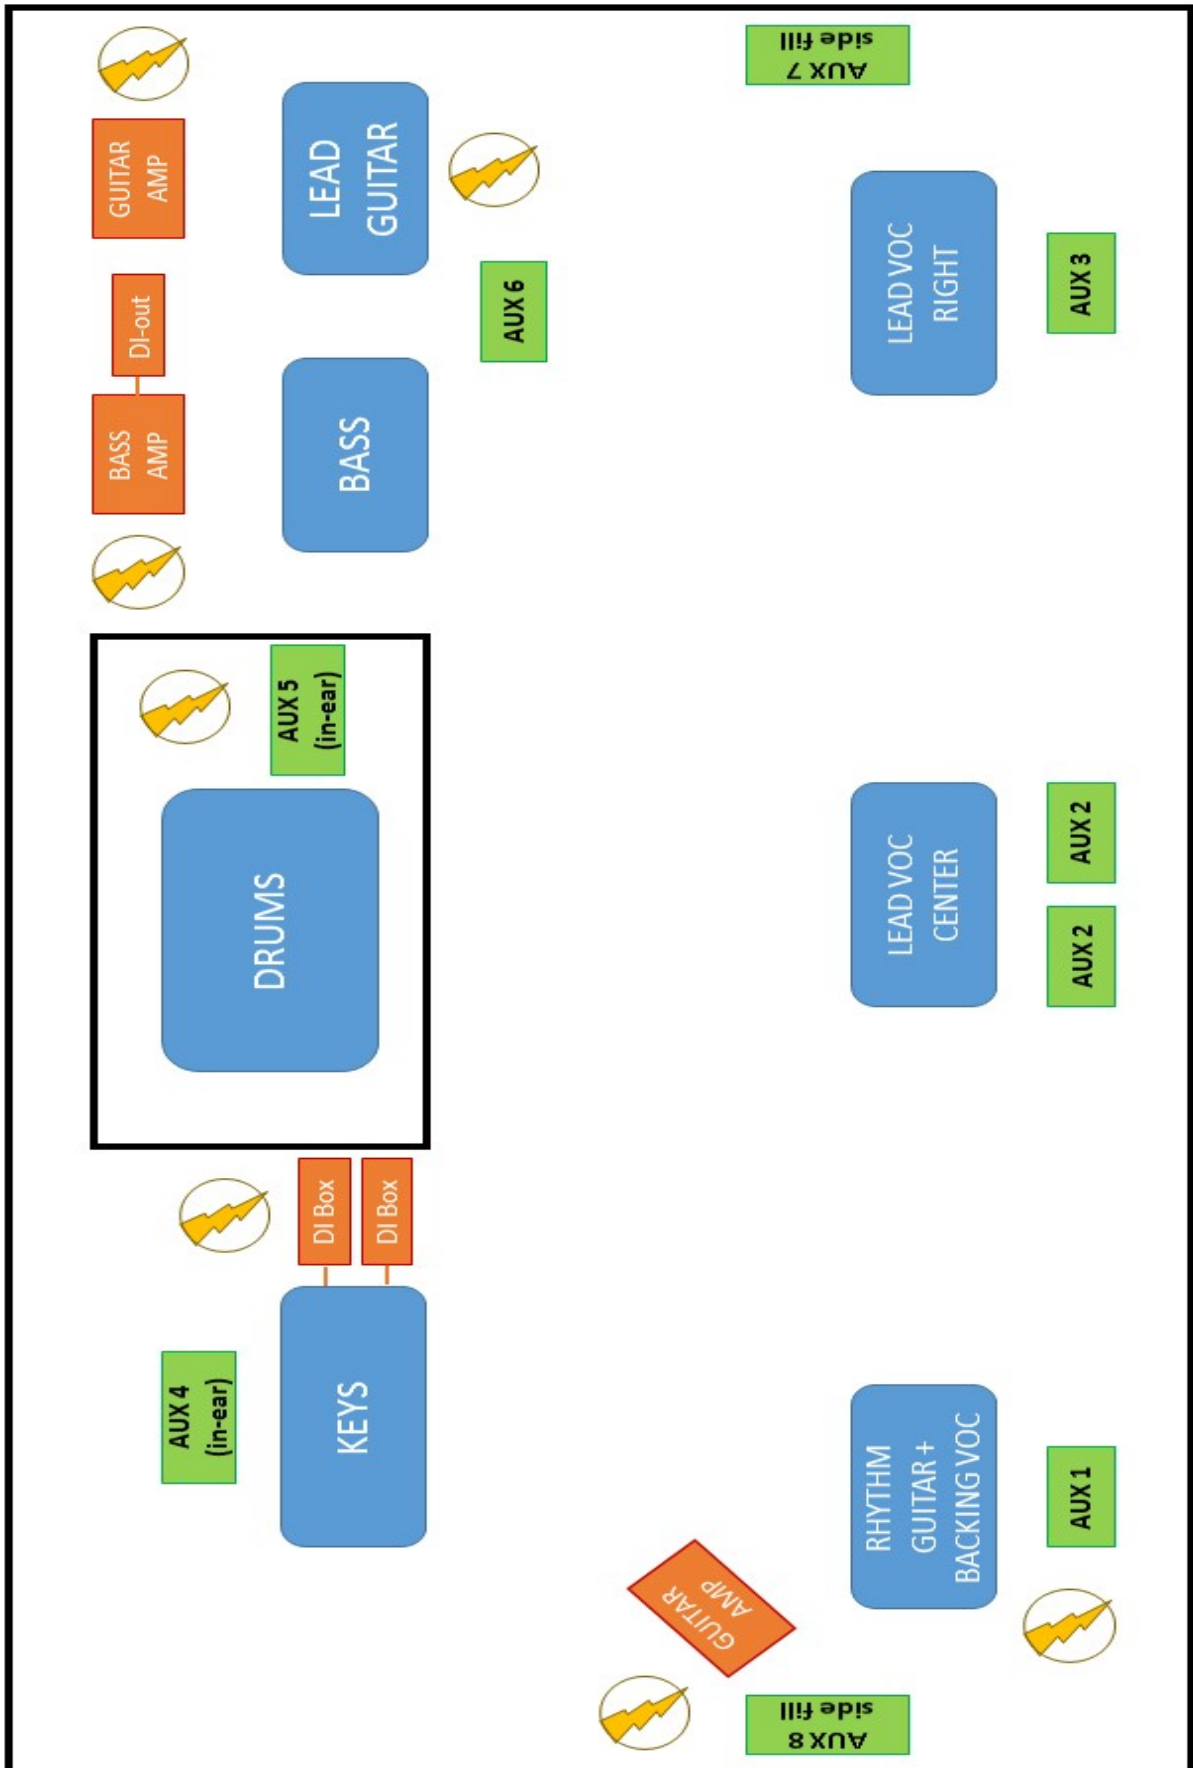 GUITAR
AMP
DI-out
BASS
AMP
LEAD
GUITAR
BASS
AUX 6
AUX 7
side fill
LEAD VOC
RIGHT
AUX 3
AUX 5
(in-ear)
DRUMS
LEAD VOC
CENTER
AUX 2
AUX 2
DI Box
DI Box
AUX 4
(in-ear)
KEYS
RHYTHM
GUITAR +
BACKING VOC
AUX 1
GUITAR
AMP
AUX 8
side fill